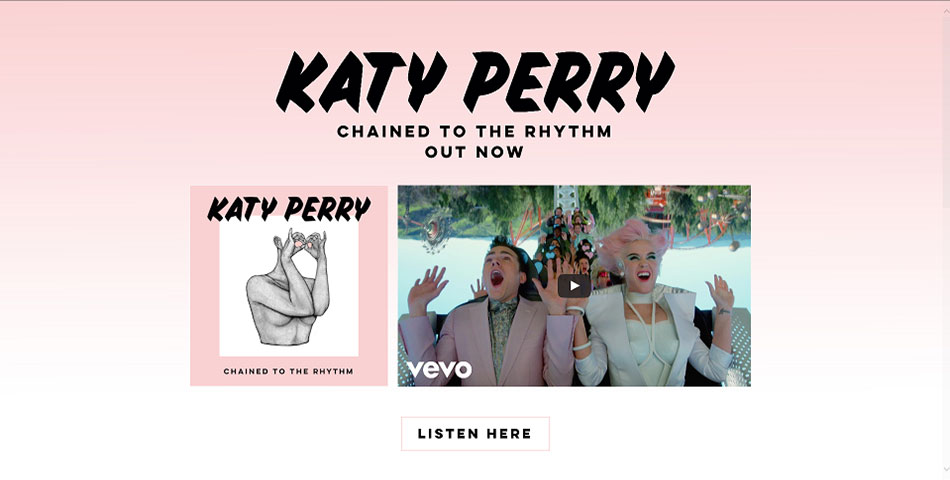 KATY PERRY
CHAINED TO THE RHYTHM
OUT NOW
KATY PERRY
CHAINED TO THE RHYTHM
vevo
LISTEN HERE